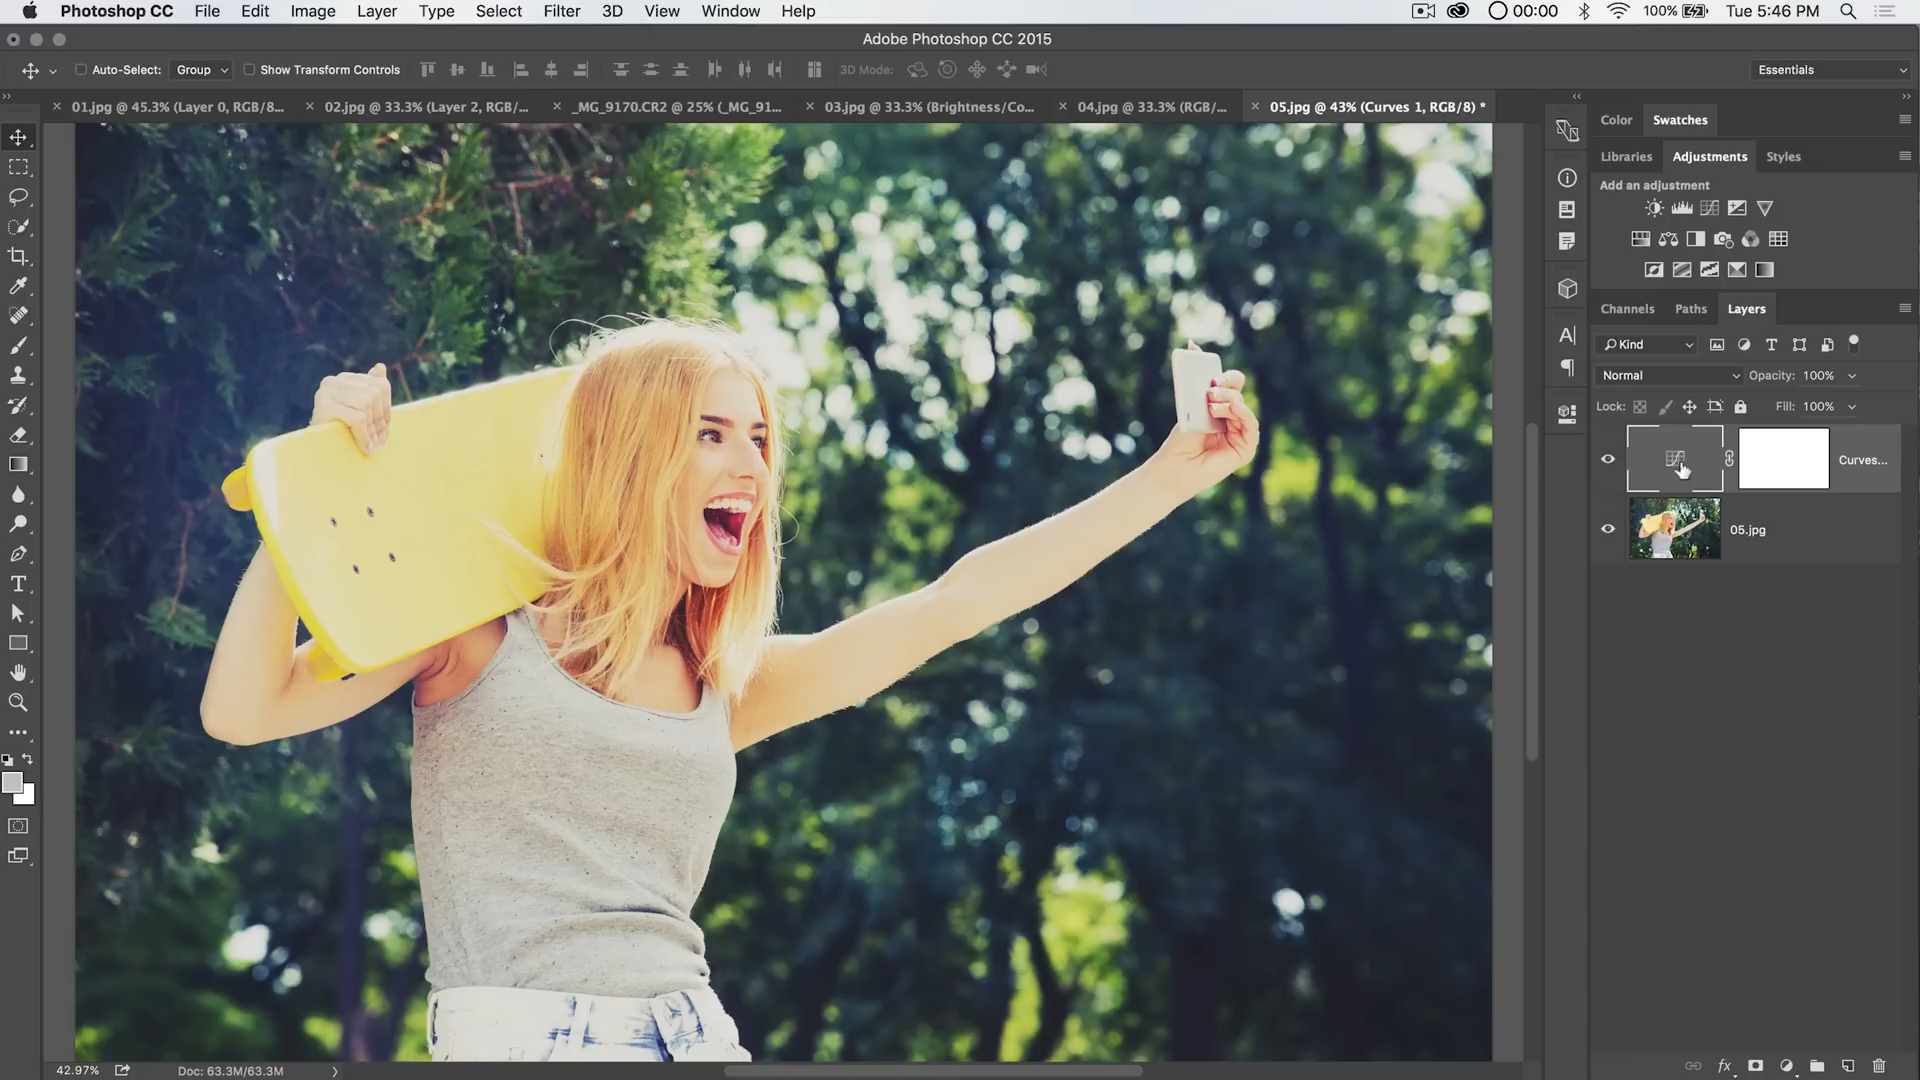 Photoshop CC File Edit Image Layer Type Select Filter 3D View Window Help 00:00 100% Tue 5:46 PM
Adobe Photoshop CC 2015
Auto-Select: Group Show Transform Controls 3D Mode: Essentials
01.jpg @ 45.3% (Layer 0, RGB/8... 02.jpg @ 33.3% (Layer 2, RGB/... _MG_9170.CR2 @ 25% (_MG_91... 03.jpg @ 33.3% (Brightness/Co... 04.jpg @ 33.3% (RGB/... 05.jpg @ 43% (Curves 1, RGB/8) *
Color Swatches
Libraries Adjustments Styles
Add an adjustment
Channels Paths Layers
Kind
Normal Opacity: 100%
Lock: Fill: 100%
Curves...
05.jpg
42.97% Doc: 63.3M/63.3M